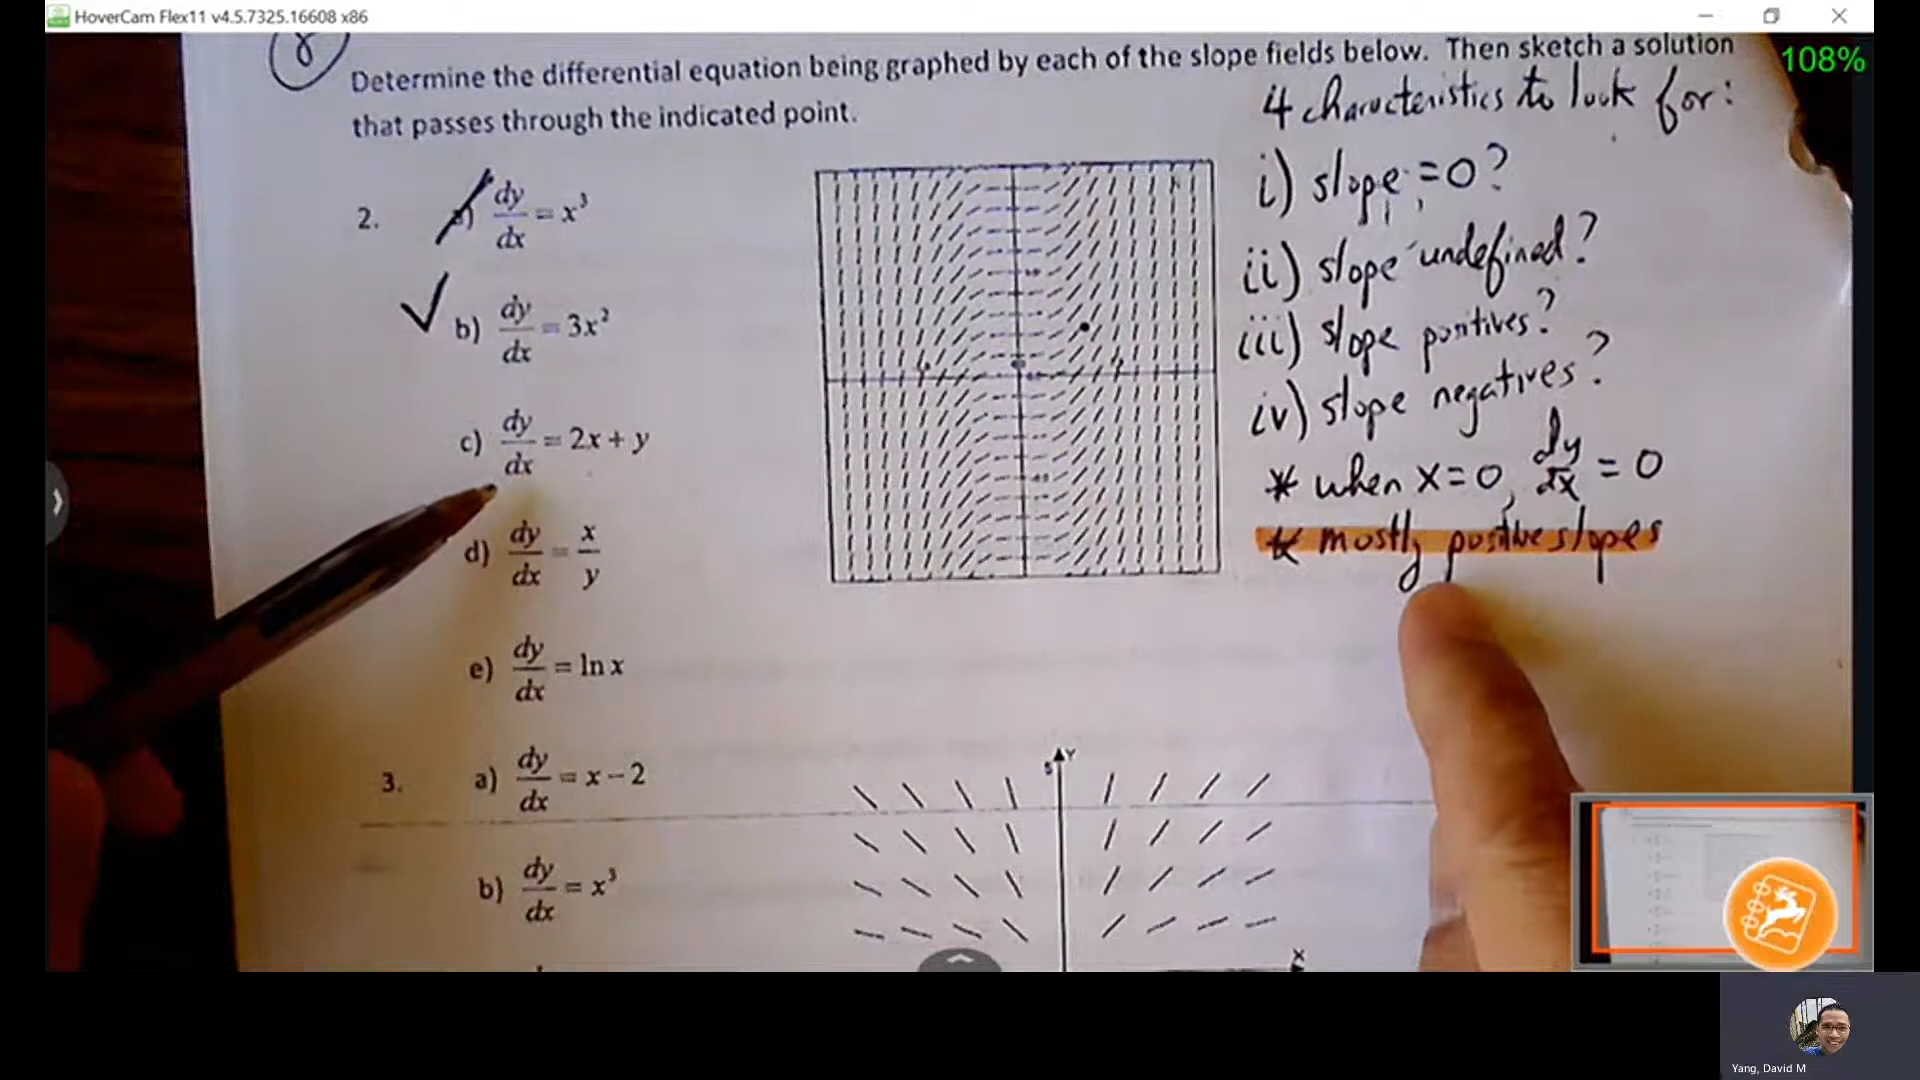 HoverCam Flex11 v4.5.7325.16608 x86
108%
8
Determine the differential equation being graphed by each of the slope fields below. Then sketch a solution
that passes through the indicated point.
4 characteristics to look for:
i) slope = 0?
ii) slope undefined?
iii) slope positives?
iv) slope negatives?
* when x=0, dy/dx = 0
* mostly positive slopes
2. a) dy/dx = x³
b) dy/dx = 3x²
c) dy/dx = 2x + y
d) dy/dx = x/y
e) dy/dx = ln x
3. a) dy/dx = x − 2
b) dy/dx = x³
5 Y
X
Yang, David M